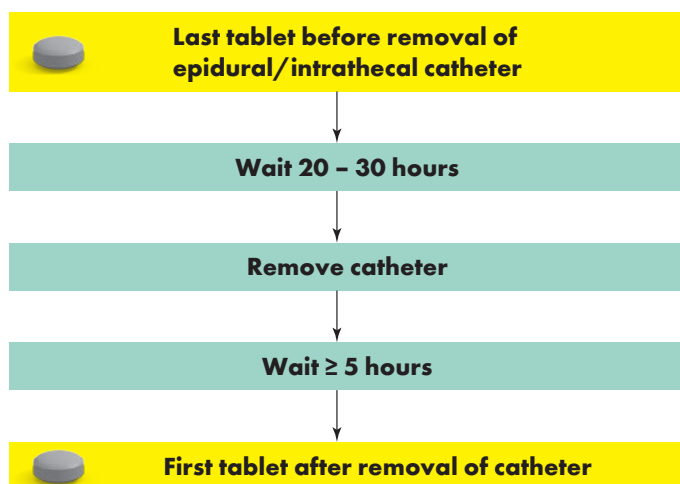 Last tablet before removal of
epidural/intrathecal catheter
Wait 20 – 30 hours
Remove catheter
Wait ≥ 5 hours
First tablet after removal of catheter